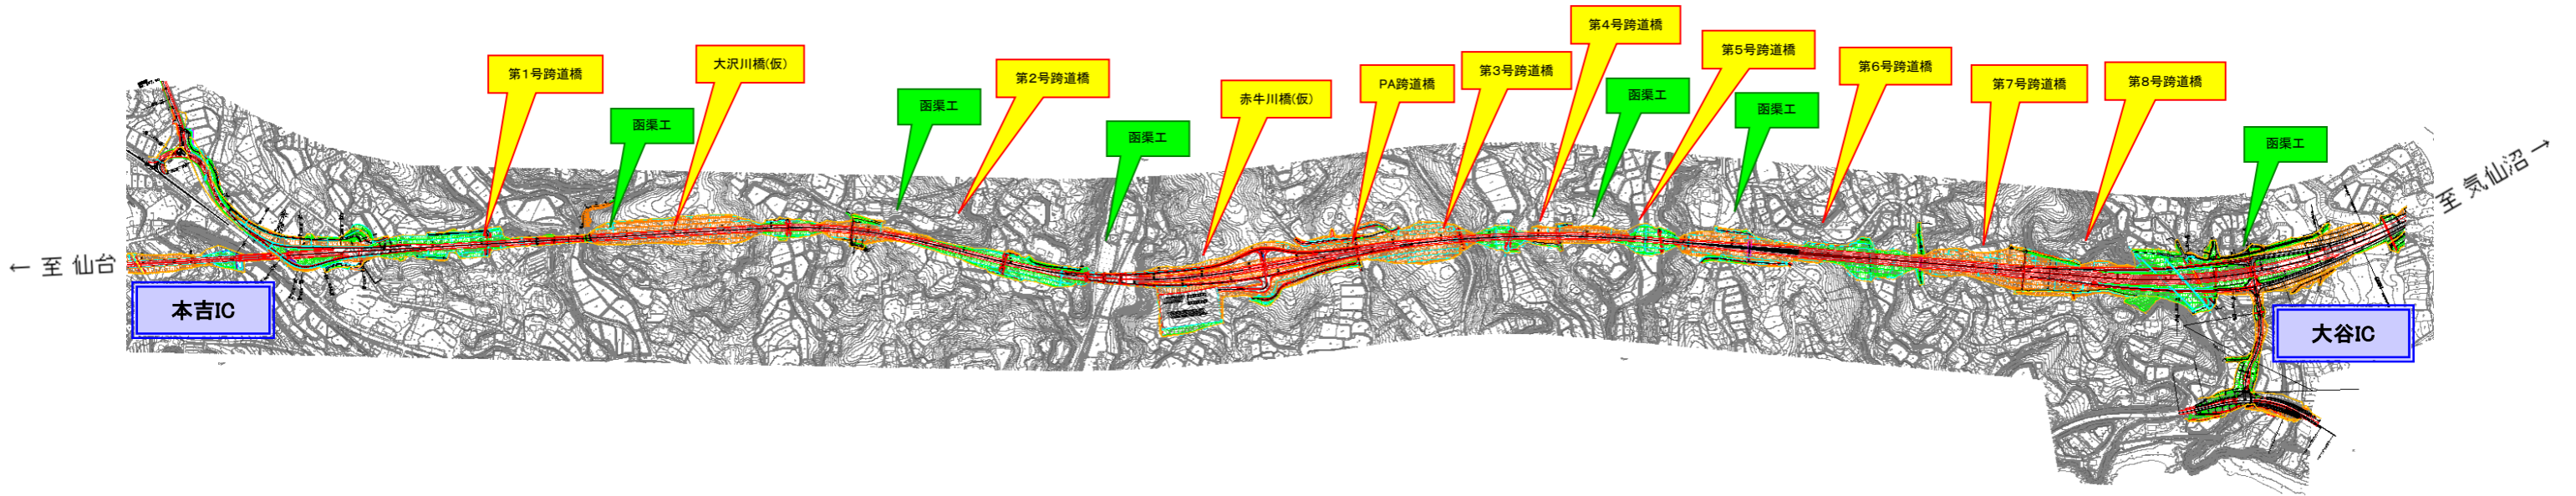 第1号跨道橋
大沢川橋(仮)
函渠工
函渠工
第2号跨道橋
函渠工
赤牛川橋(仮)
PA跨道橋
第3号跨道橋
第4号跨道橋
函渠工
第5号跨道橋
函渠工
第6号跨道橋
第7号跨道橋
第8号跨道橋
函渠工
← 至 仙台
本吉IC
至 気仙沼 →
大谷IC